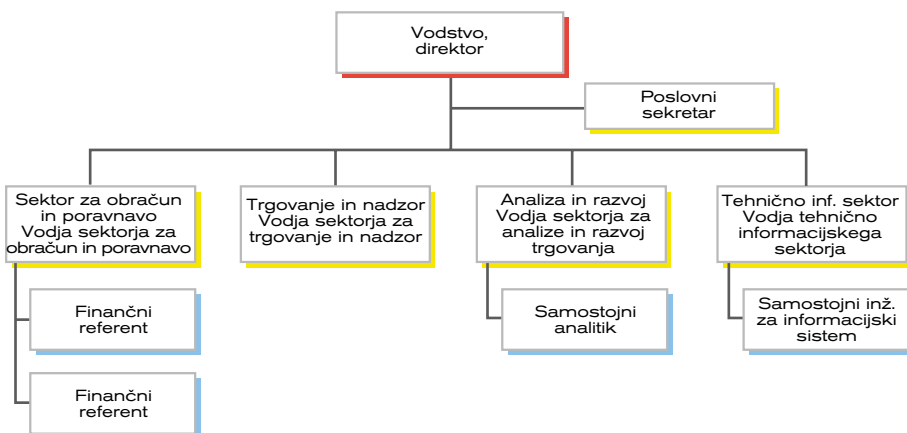 Vodstvo,
direktor
Poslovni
sekretar
Sektor za obračun
in poravnavo
Vodja sektorja za
obračun in poravnavo
Trgovanje in nadzor
Vodja sektorja za
trgovanje in nadzor
Analiza in razvoj
Vodja sektorja za
analize in razvoj
trgovanja
Tehnično inf. sektor
Vodja tehnično
informacijskega
sektorja
Finančni
referent
Samostojni
analitik
Samostojni inž.
za informacijski
sistem
Finančni
referent